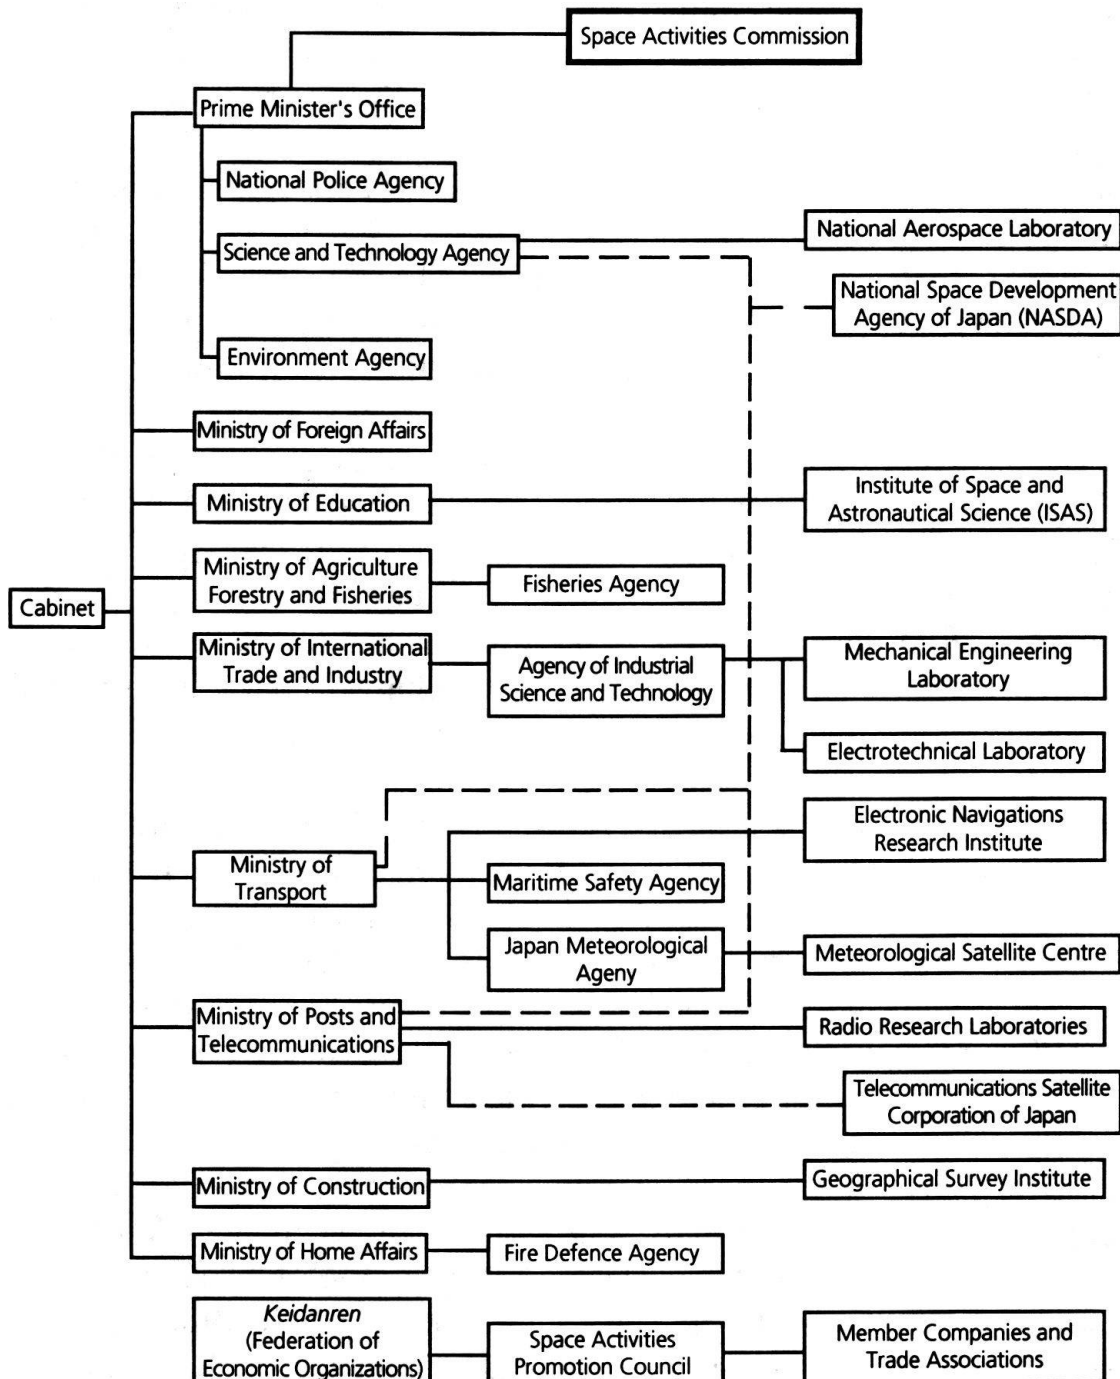 Space Activities Commission
Prime Minister's Office
National Police Agency
Science and Technology Agency
National Aerospace Laboratory
National Space Development
Agency of Japan (NASDA)
Environment Agency
Ministry of Foreign Affairs
Ministry of Education
Institute of Space and
Astronautical Science (ISAS)
Ministry of Agriculture
Forestry and Fisheries
Fisheries Agency
Cabinet
Ministry of International
Trade and Industry
Agency of Industrial
Science and Technology
Mechanical Engineering
Laboratory
Electrotechnical Laboratory
Electronic Navigations
Research Institute
Ministry of
Transport
Maritime Safety Agency
Japan Meteorological
Ageny
Meteorological Satellite Centre
Ministry of Posts and
Telecommunications
Radio Research Laboratories
Telecommunications Satellite
Corporation of Japan
Ministry of Construction
Geographical Survey Institute
Ministry of Home Affairs
Fire Defence Agency
Keidanren
(Federation of
Economic Organizations)
Space Activities
Promotion Council
Member Companies and
Trade Associations